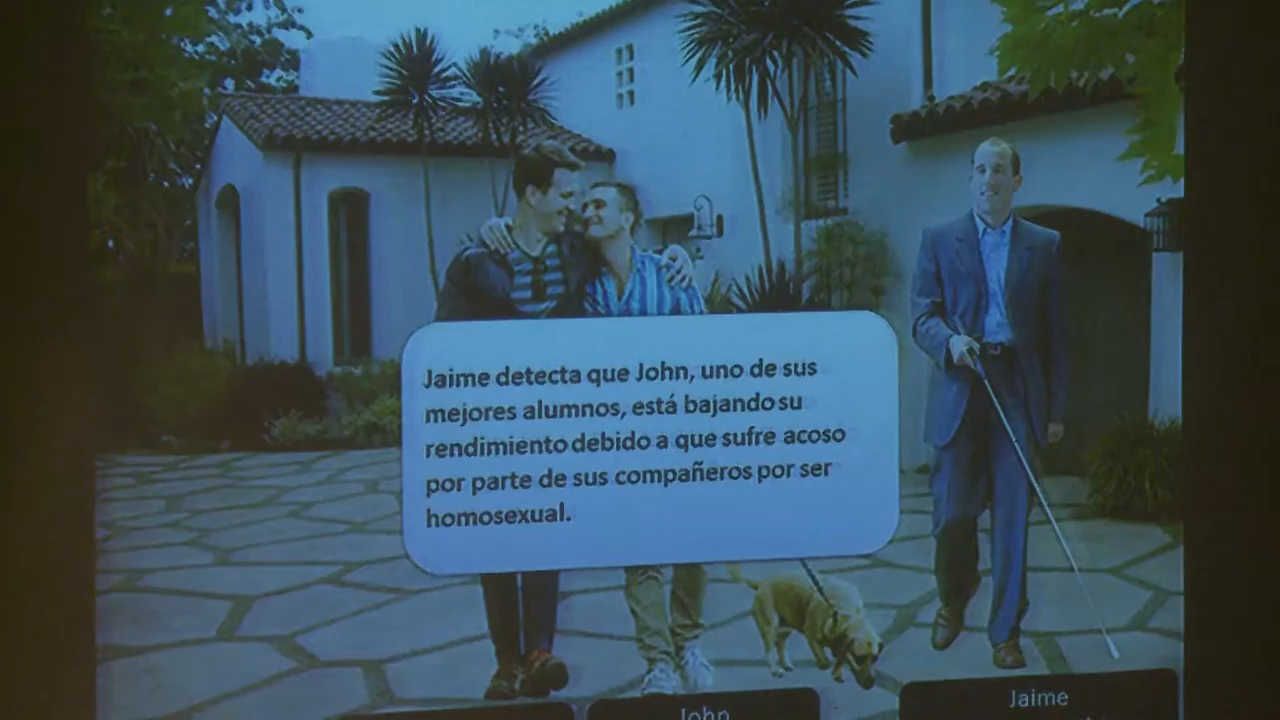 Jaime detecta que John, uno de sus
mejores alumnos, está bajando su
rendimiento debido a que sufre acoso
por parte de sus compañeros por ser
homosexual.
John
Jaime